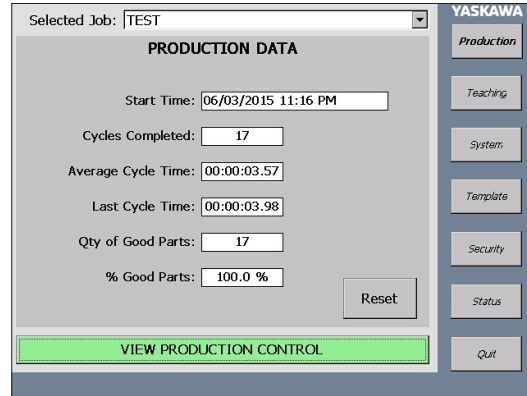 Selected Job: TEST
YASKAWA
PRODUCTION DATA
Start Time: 06/03/2015 11:16 PM
Cycles Completed: 17
Average Cycle Time: 00:00:03.57
Last Cycle Time: 00:00:03.98
Qty of Good Parts: 17
% Good Parts: 100.0 %
Reset
VIEW PRODUCTION CONTROL
Production
Teaching
System
Template
Security
Status
Quit